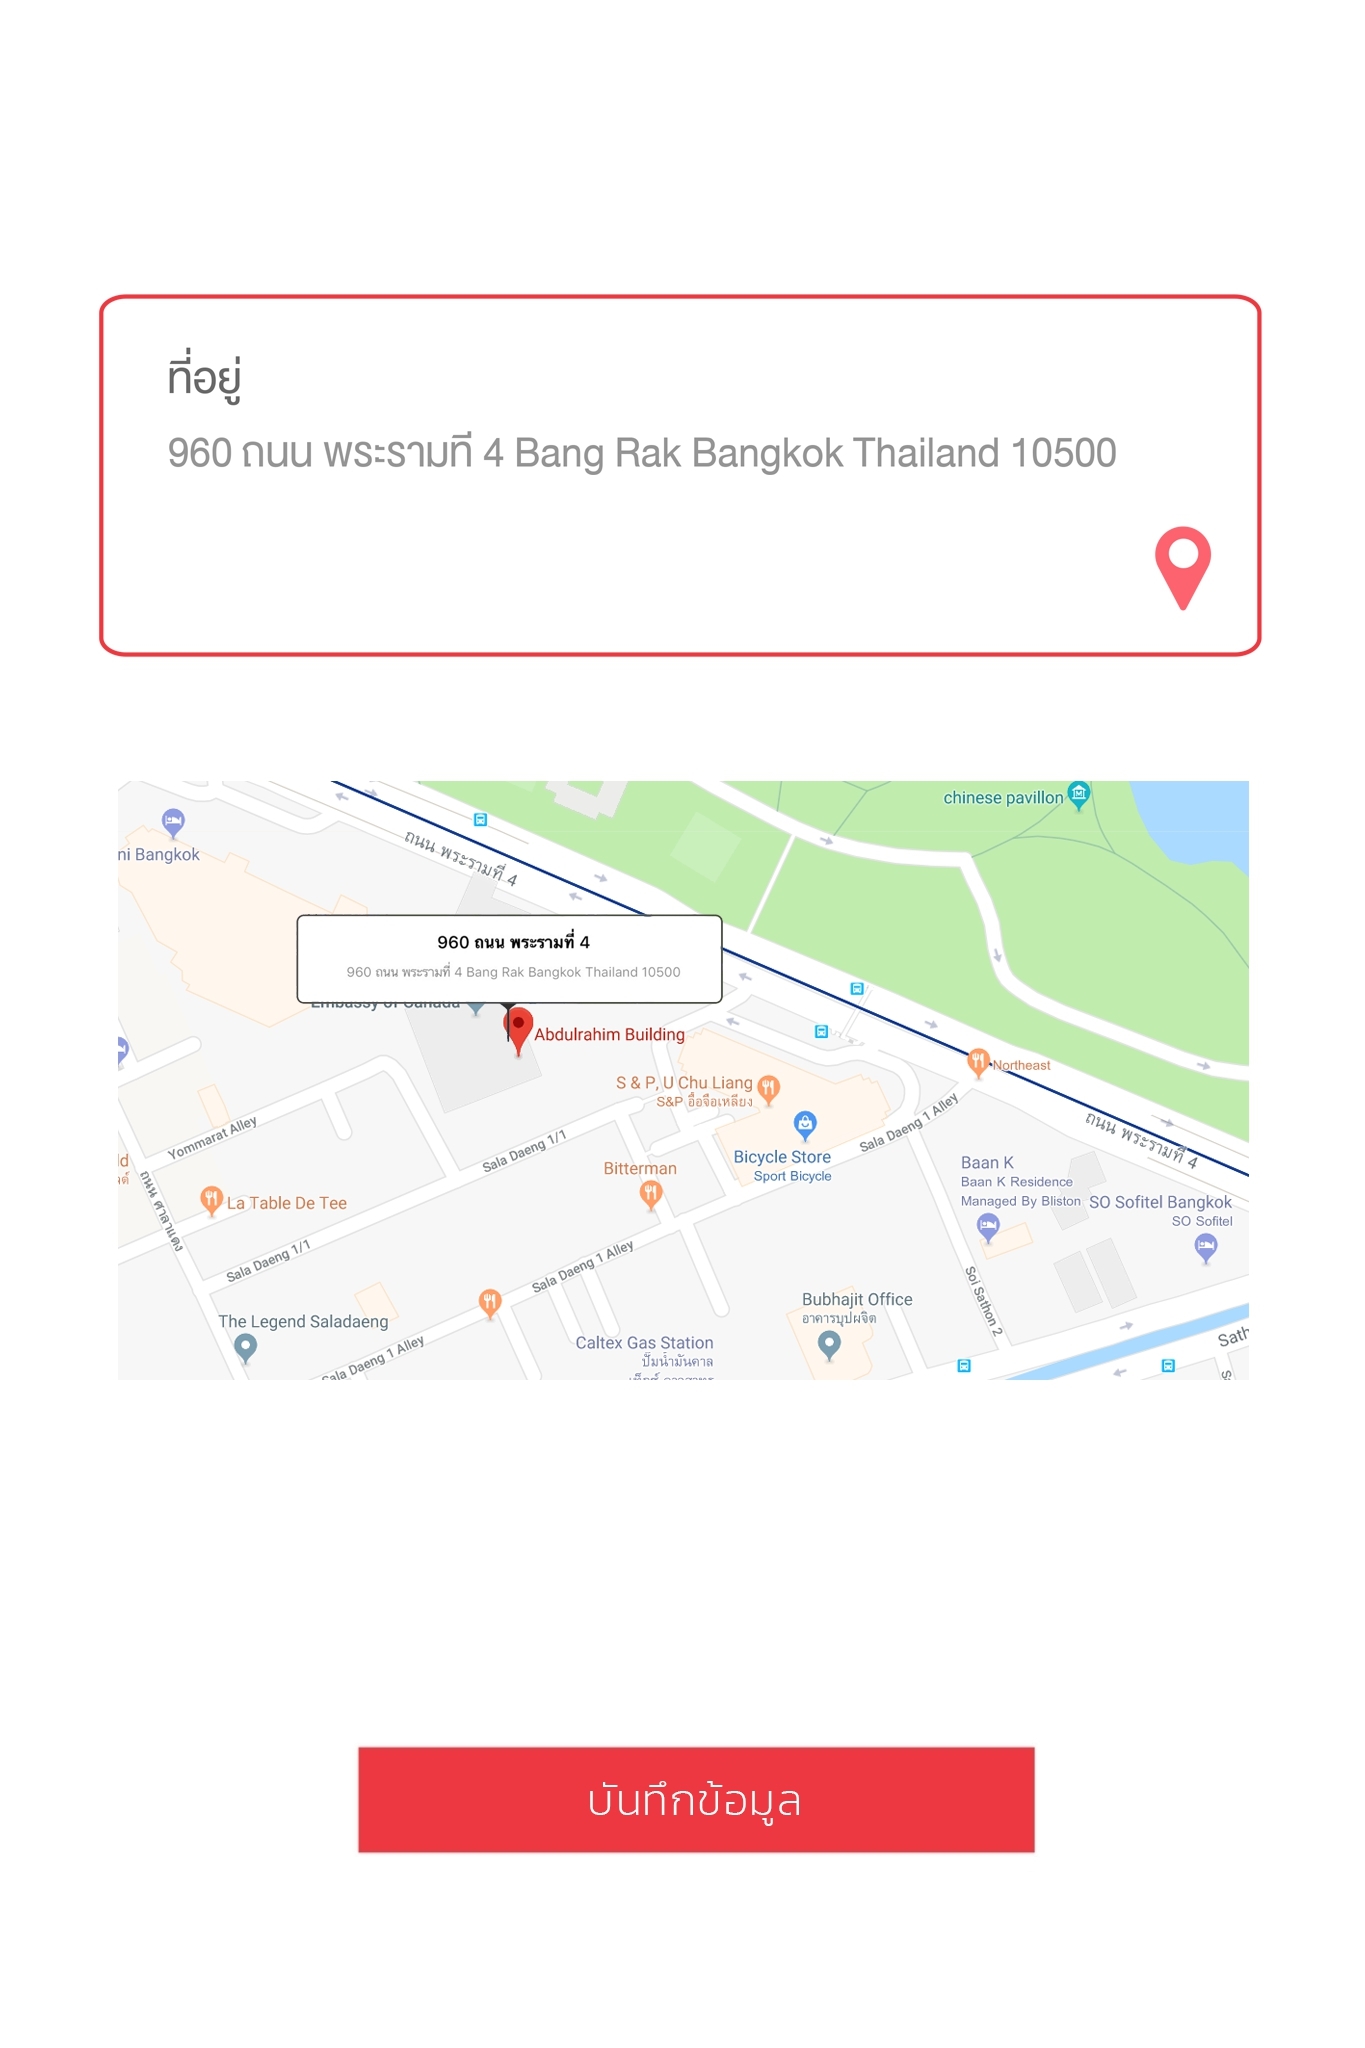 ที่อยู่
960 ถนน พระรามที 4 Bang Rak Bangkok Thailand 10500
chinese pavillon
ni Bangkok
ถนน พระรามที่ 4
960 ถนน พระรามที่ 4
960 ถนน พระรามที่ 4 Bang Rak Bangkok Thailand 10500
Embassy of Canada
Abdulrahim Building
Northeast
S & P, U Chu Liang
S&P อื้อจือเหลียง
Sala Daeng 1 Alley
ถนน พระรามที่ 4
Yommarat Alley
Sala Daeng 1/1
Bicycle Store
Sport Bicycle
ld
ลด์
Bitterman
Baan K
Baan K Residence
Managed By Bliston
SO Sofitel Bangkok
SO Sofitel
ถนน ศาลาแดง
La Table De Tee
Sala Daeng 1/1
Sala Daeng 1 Alley
Soi Sathon 2
Bubhajit Office
อาคารบุปผจิต
The Legend Saladaeng
Sala Daeng 1 Alley
Caltex Gas Station
ปั๊มน้ำมันคาล
Sath
บันทึกข้อมูล